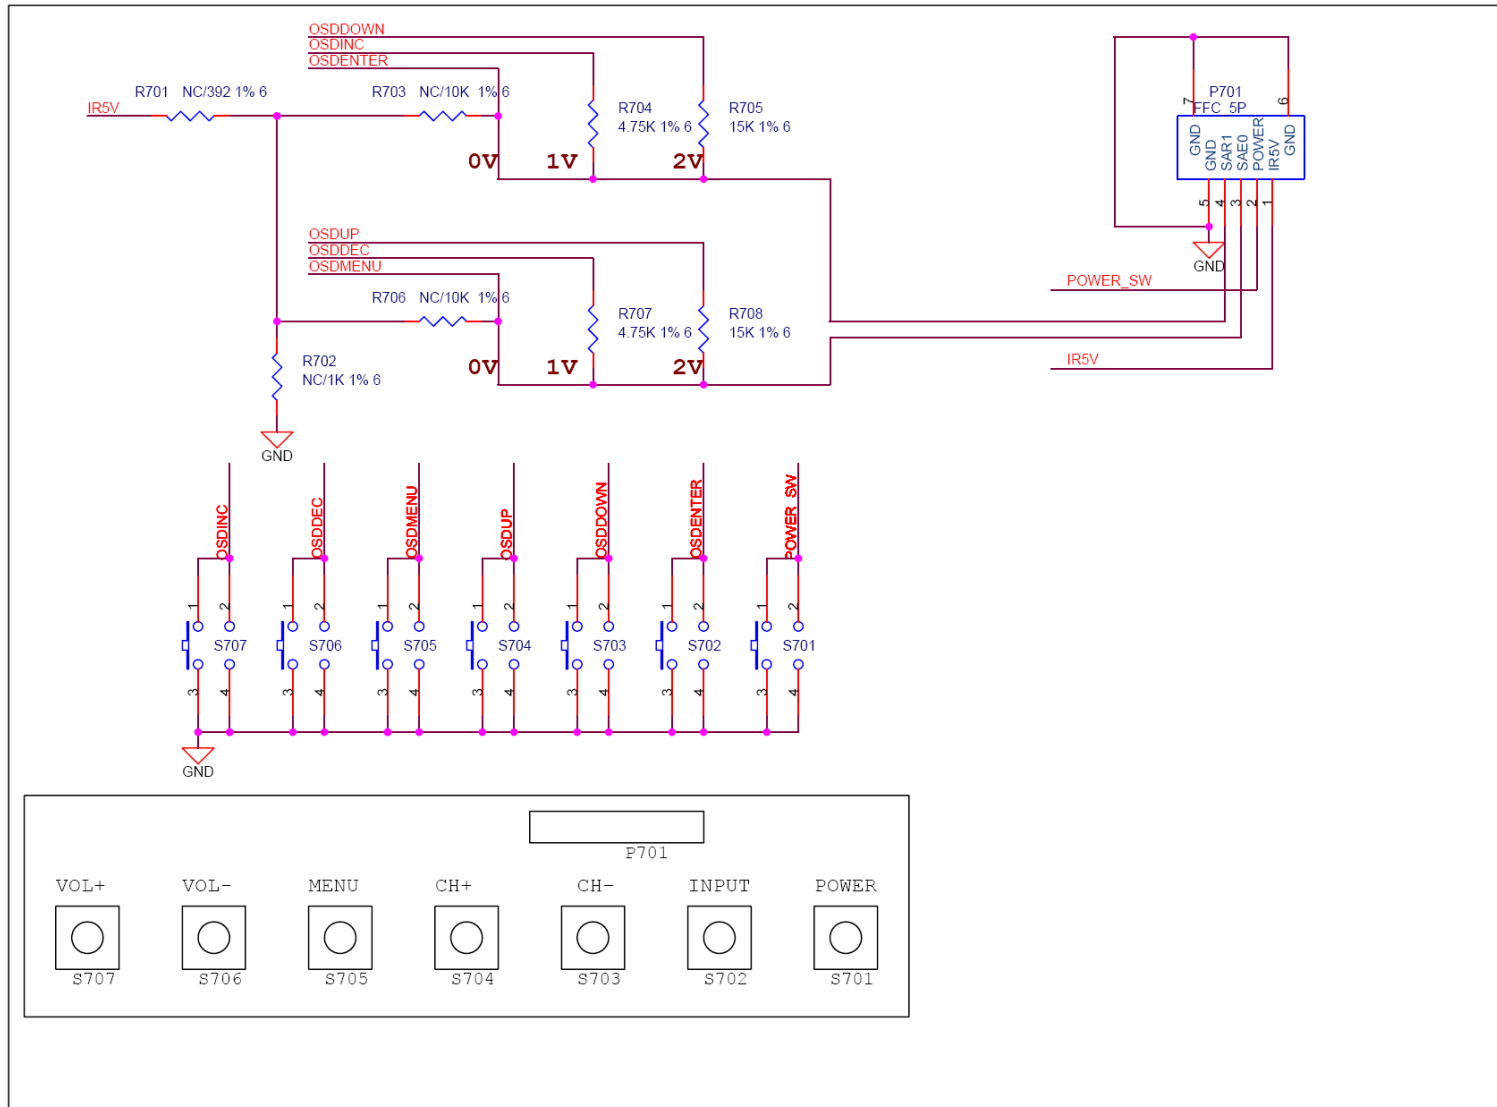 OSDDOWN
OSDINC
OSDENTER
R701 NC/392 1% 6
R703 NC/10K 1% 6
IR5V
R704
4.75K 1% 6
R705
15K 1% 6
0V 1V 2V
P701
FFC 5P
7
6
GND
GND
SAR1
SAE0
POWER
IR5V
GND
5
4
3
2
1
GND
POWER_SW
IR5V
OSDUP
OSDDEC
OSDMENU
R706 NC/10K 1% 6
R707
4.75K 1% 6
R708
15K 1% 6
0V 1V 2V
R702
NC/1K 1% 6
GND
OSDINC
OSDDEC
OSDMENU
OSDUP
OSDDOWN
OSDENTER
POWER_SW
1 2 1 2 1 2 1 2 1 2 1 2 1 2
S707 S706 S705 S704 S703 S702 S701
3 4 3 4 3 4 3 4 3 4 3 4 3 4
GND
P701
VOL+ VOL- MENU CH+ CH- INPUT POWER
S707 S706 S705 S704 S703 S702 S701